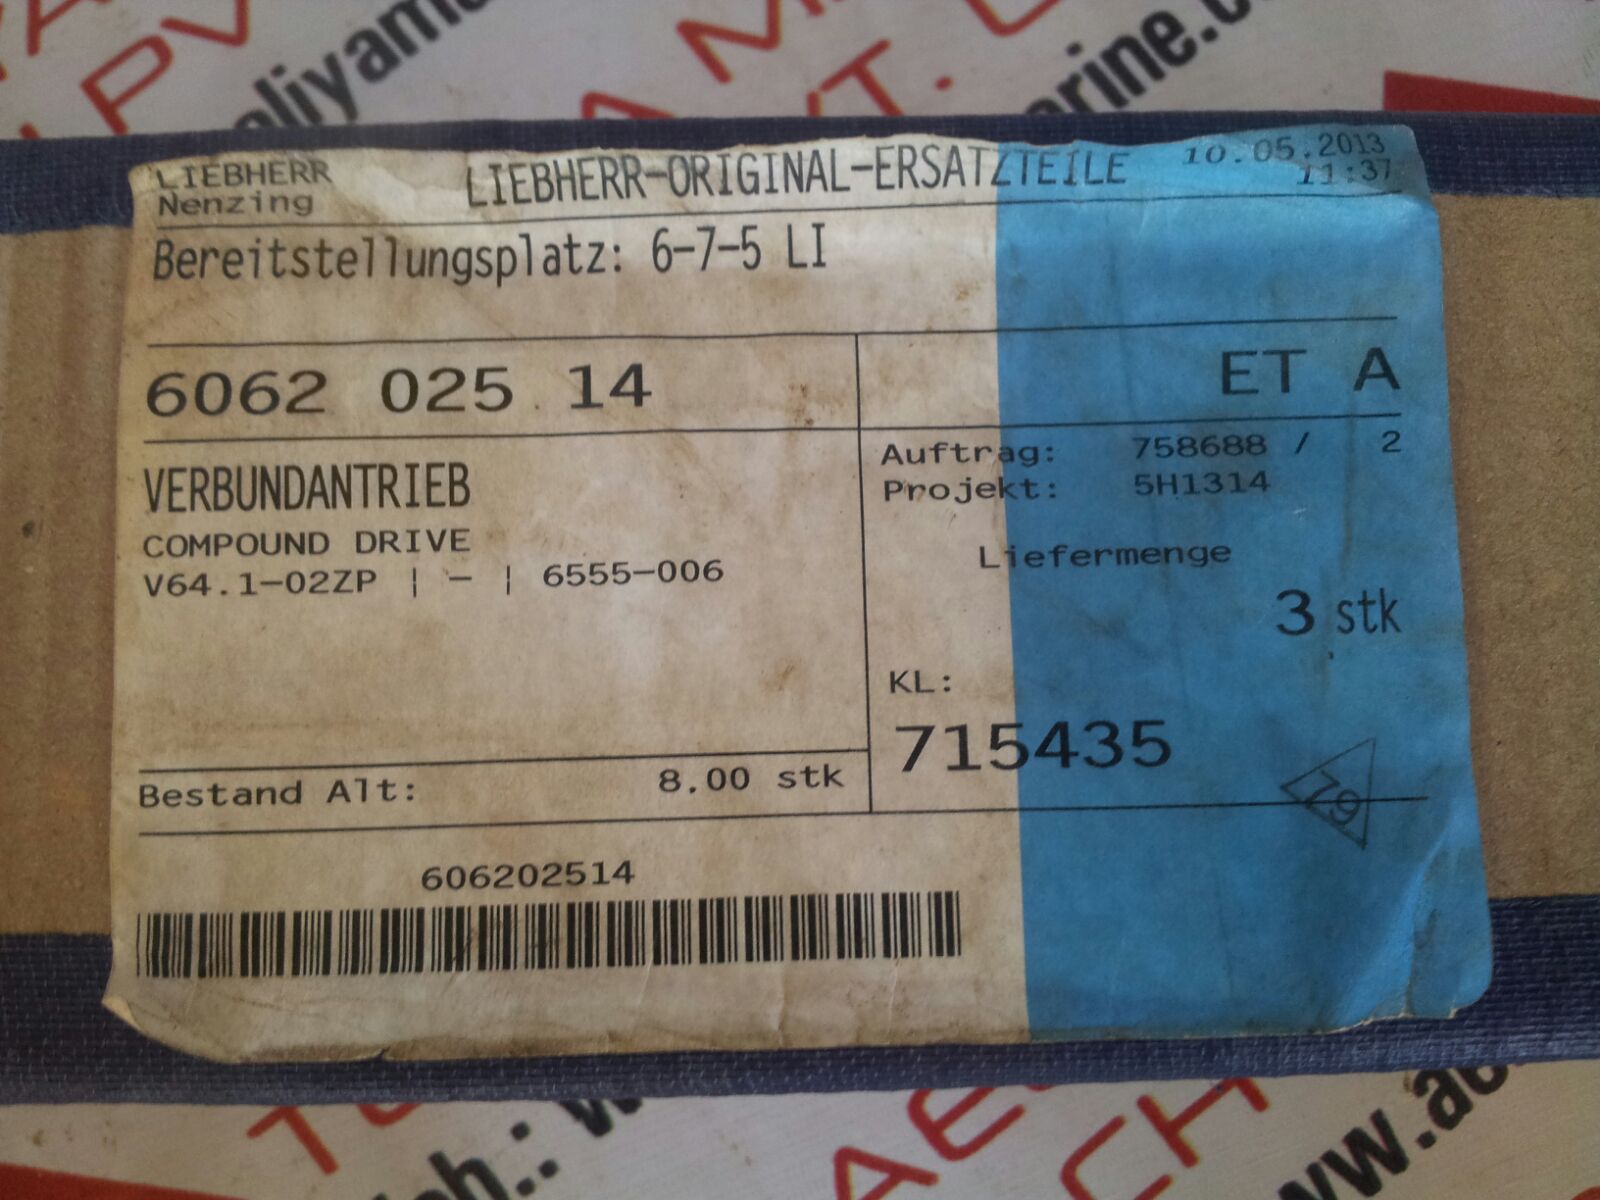 LIEBHERR
Nenzing
LIEBHERR-ORIGINAL-ERSATZTEILE
10.05.2013
11:37
Bereitstellungsplatz: 6-7-5 LI
6062 025 14
ET A
VERBUNDANTRIEB
COMPOUND DRIVE
V64.1-02ZP | - | 6555-006
Auftrag: 758688 / 2
Projekt: 5H1314
Liefermenge
3 stk
KL:
715435
79
Bestand Alt: 8.00 stk
606202514